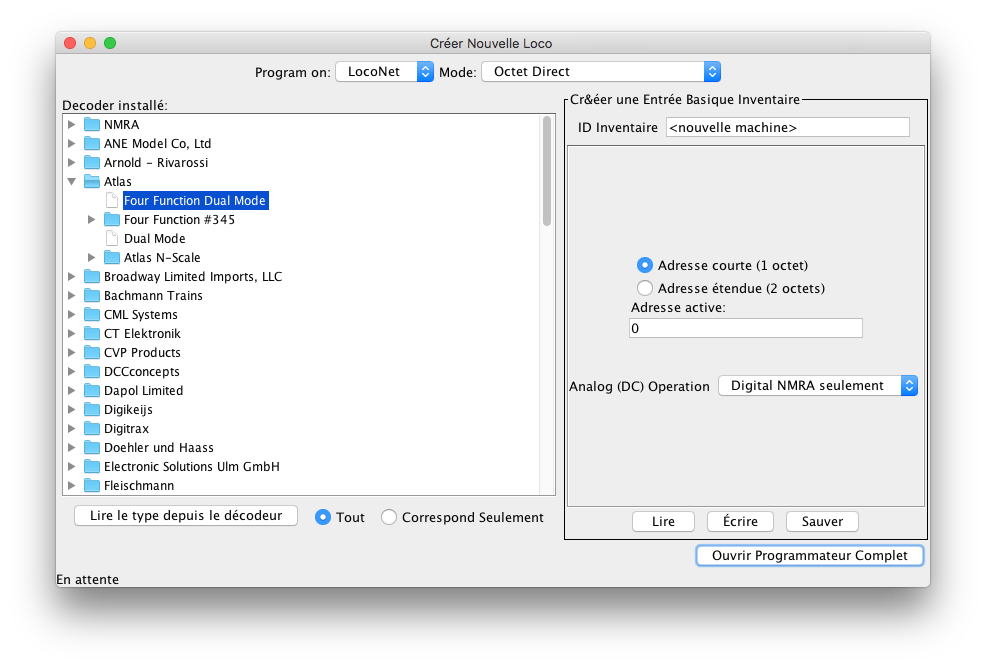 Créer Nouvelle Loco
Program on: LocoNet Mode: Octet Direct
Decoder installé:
NMRA
ANE Model Co, Ltd
Arnold - Rivarossi
Atlas
Four Function Dual Mode
Four Function #345
Dual Mode
Atlas N-Scale
Broadway Limited Imports, LLC
Bachmann Trains
CML Systems
CT Elektronik
CVP Products
DCCconcepts
Dapol Limited
Digikeijs
Digitrax
Doehler und Haass
Electronic Solutions Ulm GmbH
Fleischmann
Lire le type depuis le décodeur Tout Correspond Seulement
Cr&éer une Entrée Basique Inventaire
ID Inventaire <nouvelle machine>
Adresse courte (1 octet)
Adresse étendue (2 octets)
Adresse active:
0
Analog (DC) Operation Digital NMRA seulement
Lire Écrire Sauver
Ouvrir Programmateur Complet
En attente